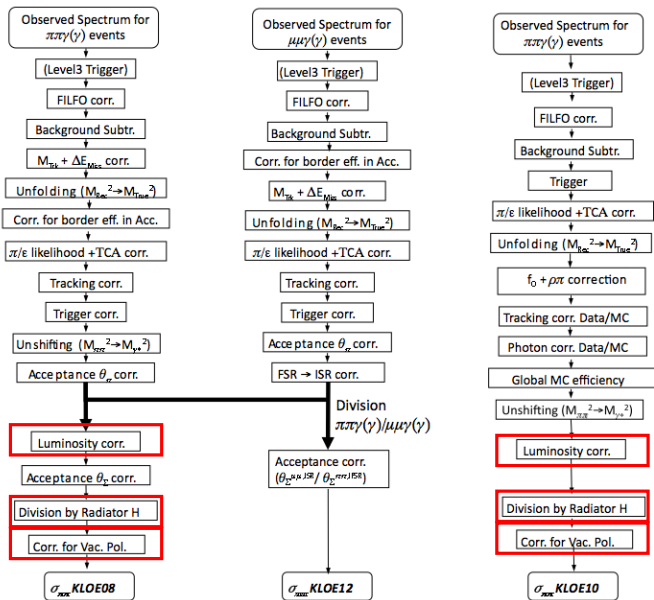 Observed Spectrum for
ππγ(γ) events
(Level3 Trigger)
FILFO corr.
Background Subtr.
M_Trk + ΔE_Miss corr.
Unfolding (M_Rec²→M_True²)
Corr. for border eff. in Acc.
π/ε likelihood +TCA corr.
Tracking corr.
Trigger corr.
Unshifting (M_ππ²→M_γ*²)
Acceptance θ_π corr.
Luminosity corr.
Acceptance θ_Σ corr.
Division by Radiator H
Corr. for Vac. Pol.
σ_ππ KLOE08
Observed Spectrum for
μμγ(γ) events
(Level3 Trigger)
FILFO corr.
Background Subtr.
Corr. for border eff. in Acc.
M_Trk + ΔE_Miss corr.
Unfolding (M_Rec²→M_True²)
π/ε likelihood +TCA corr.
Tracking corr.
Trigger corr.
Acceptance θ_π corr.
FSR → ISR corr.
Division
ππγ(γ)/μμγ(γ)
Acceptance corr.
KLOE12
Observed Spectrum for
ππγ(γ) events
(Level3 Trigger)
FILFO corr.
Background Subtr.
Trigger
π/ε likelihood +TCA corr.
Unfolding (M_Rec²→M_True²)
f₀ + ρπ correction
Tracking corr. Data/MC
Photon corr. Data/MC
Global MC efficiency
Unshifting (M_ππ²→M_γ*²)
Luminosity corr.
Division by Radiator H
Corr. for Vac. Pol.
σ_ππ KLOE10